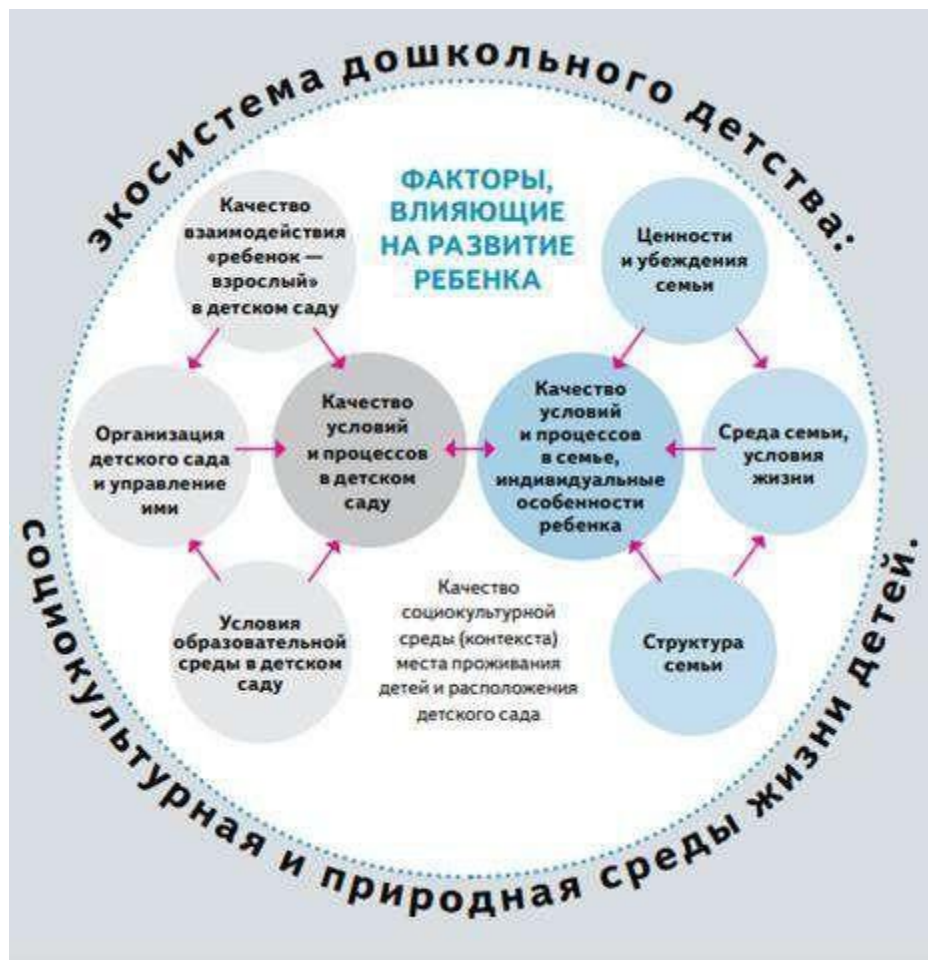 экосистема дошкольного детства:
ФАКТОРЫ,
ВЛИЯЮЩИЕ
НА РАЗВИТИЕ
РЕБЕНКА
Качество
взаимодействия
«ребенок —
взрослый»
в детском саду
Ценности
и убеждения
семьи
Организация
детского сада
и управление
ими
Качество
условий
и процессов
в детском
саду
Качество
условий
и процессов
в семье,
индивидуальные
особенности
ребенка
Среда семьи,
условия
жизни
Условия
образовательной
среды в детском
саду
Качество
социокультурной
среды (контекста)
места проживания
детей и расположения
детского сада
Структура
семьи
социокультурная и природная среды жизни детей.